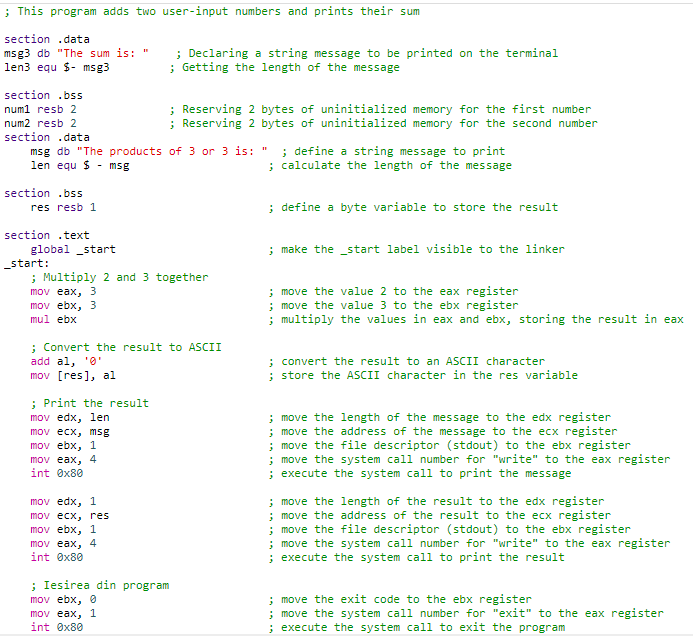 ; This program adds two user-input numbers and prints their sum
section .data
msg3 db "The sum is: "    ; Declaring a string message to be printed on the terminal
len3 equ $- msg3         ; Getting the length of the message
section .bss
num1 resb 2              ; Reserving 2 bytes of uninitialized memory for the first number
num2 resb 2              ; Reserving 2 bytes of uninitialized memory for the second number
section .data
    msg db "The products of 3 or 3 is: "  ; define a string message to print
    len equ $ - msg                     ; calculate the length of the message
section .bss
    res resb 1                          ; define a byte variable to store the result
section .text
    global _start                       ; make the _start label visible to the linker
_start:
    ; Multiply 2 and 3 together
    mov eax, 3                          ; move the value 2 to the eax register
    mov ebx, 3                          ; move the value 3 to the ebx register
    mul ebx                             ; multiply the values in eax and ebx, storing the result in eax
    ; Convert the result to ASCII
    add al, '0'                         ; convert the result to an ASCII character
    mov [res], al                       ; store the ASCII character in the res variable
    ; Print the result
    mov edx, len                        ; move the length of the message to the edx register
    mov ecx, msg                        ; move the address of the message to the ecx register
    mov ebx, 1                          ; move the file descriptor (stdout) to the ebx register
    mov eax, 4                          ; move the system call number for "write" to the eax register
    int 0x80                            ; execute the system call to print the message
    mov edx, 1                          ; move the length of the result to the edx register
    mov ecx, res                        ; move the address of the result to the ecx register
    mov ebx, 1                          ; move the file descriptor (stdout) to the ebx register
    mov eax, 4                          ; move the system call number for "write" to the eax register
    int 0x80                            ; execute the system call to print the result
    ; Iesirea din program
    mov ebx, 0                          ; move the exit code to the ebx register
    mov eax, 1                          ; move the system call number for "exit" to the eax register
    int 0x80                            ; execute the system call to exit the program